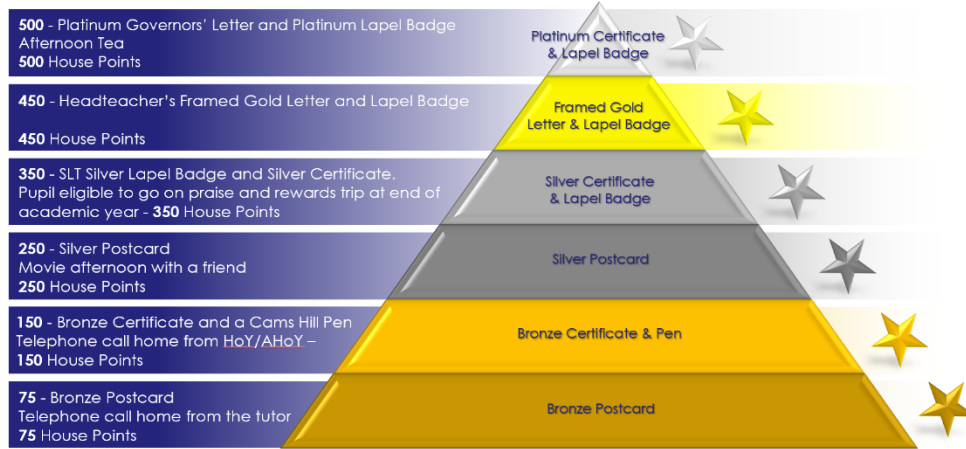 500 - Platinum Governors' Letter and Platinum Lapel Badge
Afternoon Tea
500 House Points
Platinum Certificate
& Lapel Badge
450 - Headteacher's Framed Gold Letter and Lapel Badge
450 House Points
Framed Gold
Letter & Lapel Badge
350 - SLT Silver Lapel Badge and Silver Certificate.
Pupil eligible to go on praise and rewards trip at end of
academic year - 350 House Points
Silver Certificate
& Lapel Badge
250 - Silver Postcard
Movie afternoon with a friend
250 House Points
Silver Postcard
150 - Bronze Certificate and a Cams Hill Pen
Telephone call home from HoY/AHoY –
150 House Points
Bronze Certificate & Pen
75 - Bronze Postcard
Telephone call home from the tutor
75 House Points
Bronze Postcard